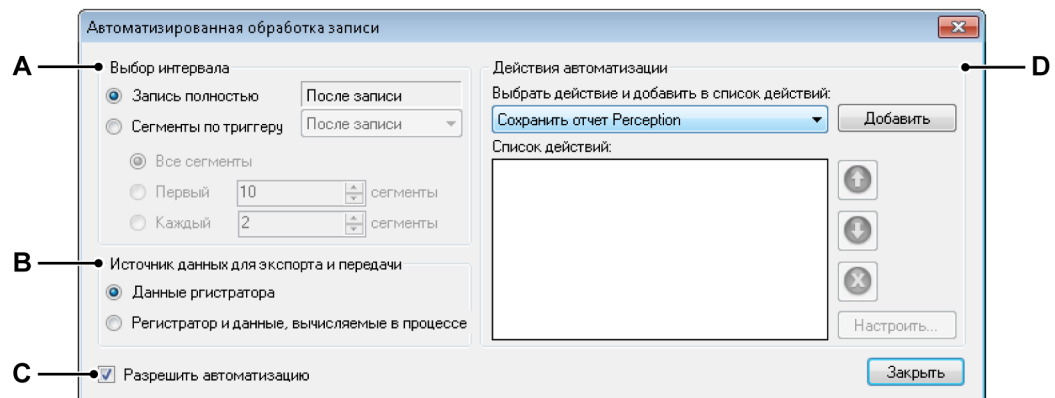 Автоматизированная обработка записи
A
Выбор интервала
Запись полностью
После записи
Сегменты по триггеру
После записи
Все сегменты
Первый 10 сегменты
Каждый 2 сегменты
B
Источник данных для экспорта и передачи
Данные ргистратора
Регистратор и данные, вычисляемые в процессе
C
Разрешить автоматизацию
D
Действия автоматизации
Выбрать действие и добавить в список действий:
Сохранить отчет Perception
Добавить
Список действий:
Настроить...
Закрыть